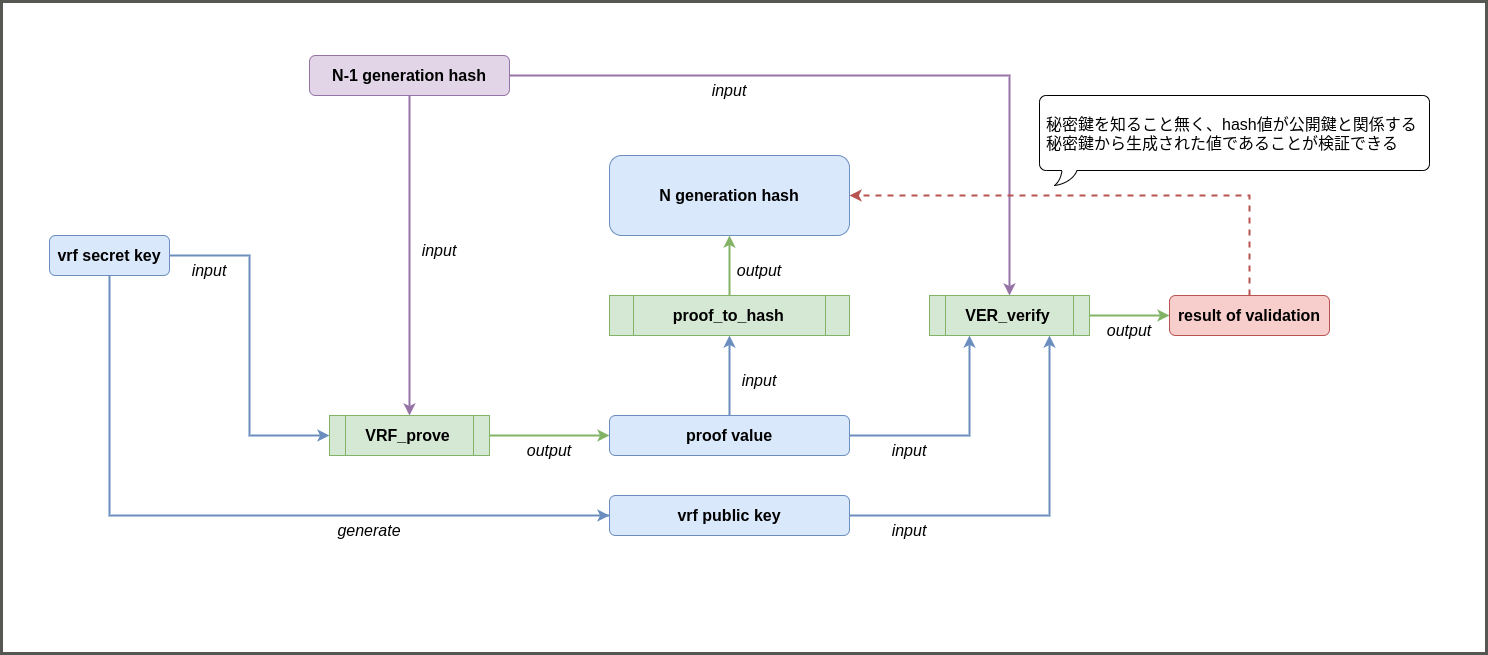 N-1 generation hash
input
秘密鍵を知ること無く、hash値が公開鍵と関係する
秘密鍵から生成された値であることが検証できる
N generation hash
input
vrf secret key
input
output
proof_to_hash
VER_verify
result of validation
output
input
VRF_prove
output
proof value
input
vrf public key
generate
input